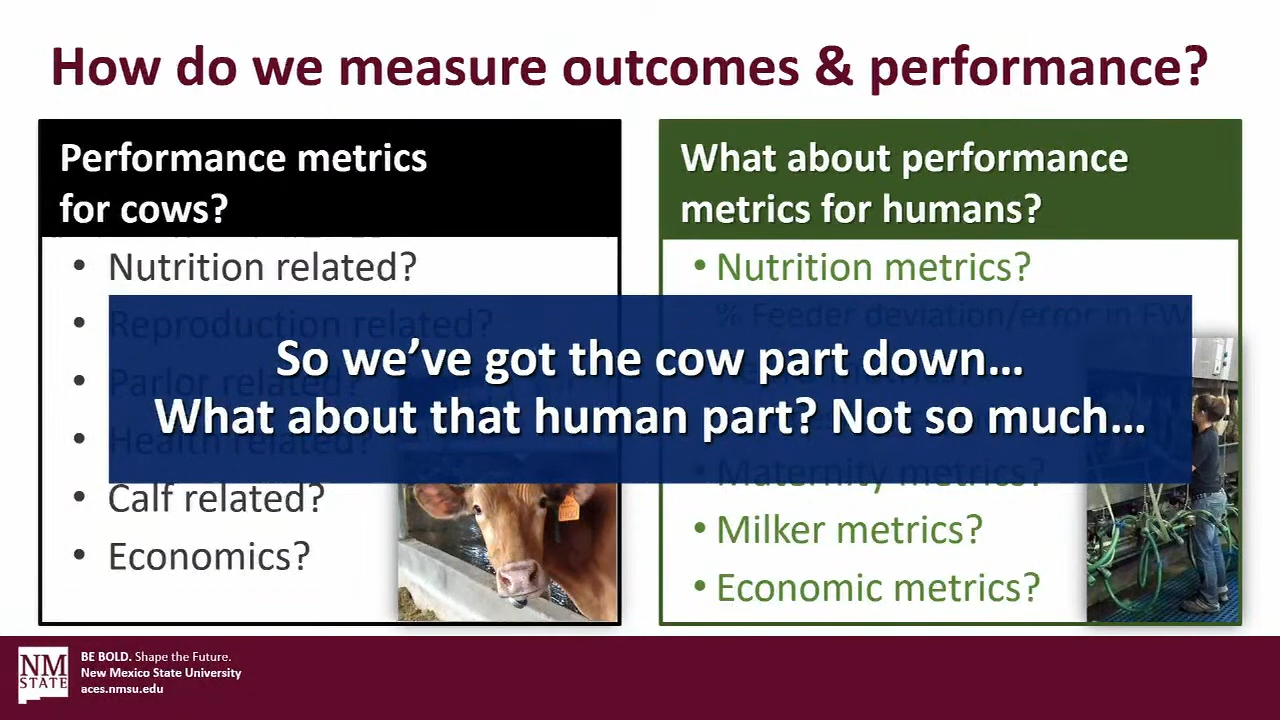 How do we measure outcomes & performance?
Performance metrics
for cows?
• Nutrition related?
• Reproduction related?
• Parlor related?
• Health related?
• Calf related?
• Economics?
What about performance
metrics for humans?
• Nutrition metrics?
% Feeder deviation/error in FW
Maternity metrics?
• Milker metrics?
• Economic metrics?
So we've got the cow part down…
What about that human part? Not so much…
NM
STATE
BE BOLD. Shape the Future.
New Mexico State University
aces.nmsu.edu